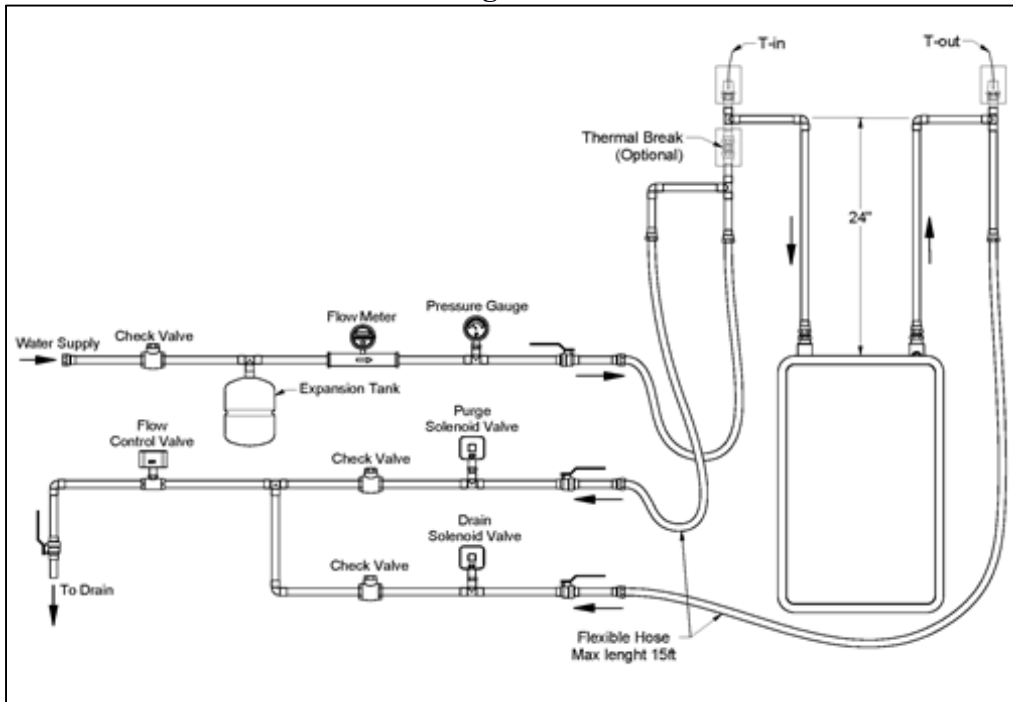 T-in
T-out
Thermal Break
(Optional)
24"
Pressure Gauge
Flow Meter
Check Valve
Water Supply
Expansion Tank
Purge
Solenoid Valve
Flow
Control Valve
Check Valve
Drain
Solenoid Valve
Check Valve
To Drain
Flexible Hose
Max lenght 15ft